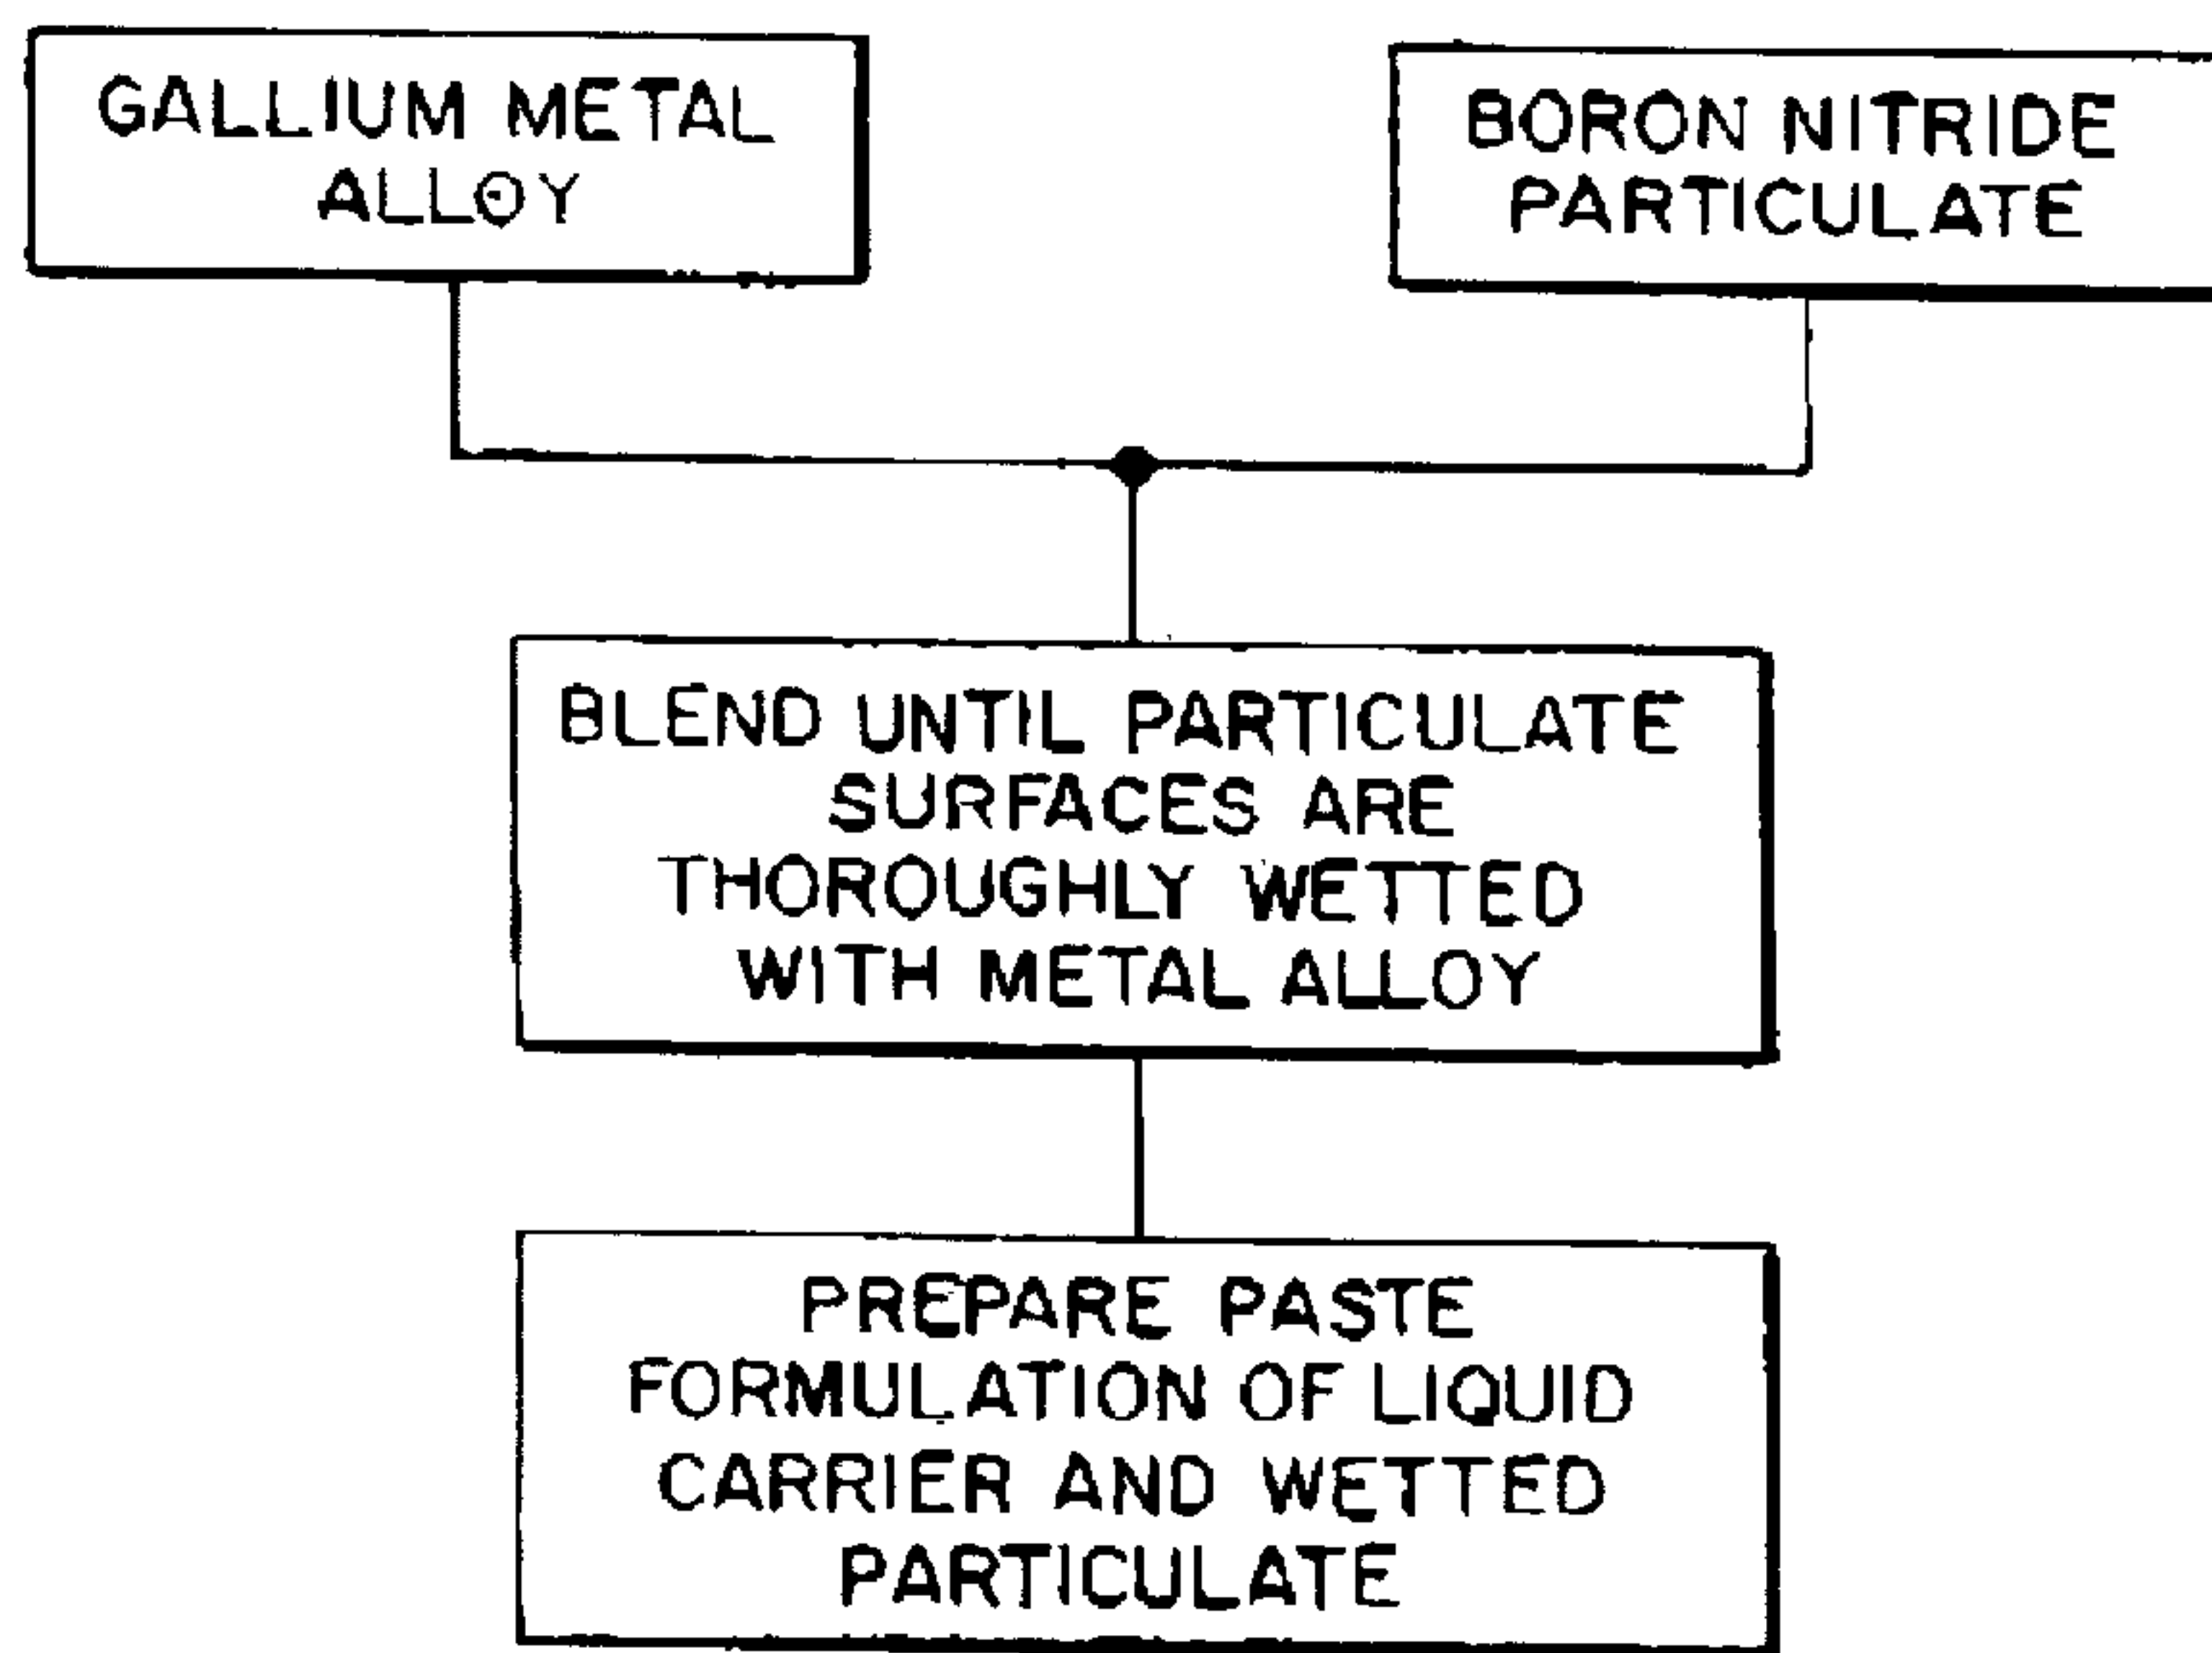 GALLIUM METAL
ALLOY
BORON NITRIDE
PARTICULATE
BLEND UNTIL PARTICULATE
SURFACES ARE
THOROUGHLY WETTED
WITH METAL ALLOY
PREPARE PASTE
FORMULATION OF LIQUID
CARRIER AND WETTED
PARTICULATE